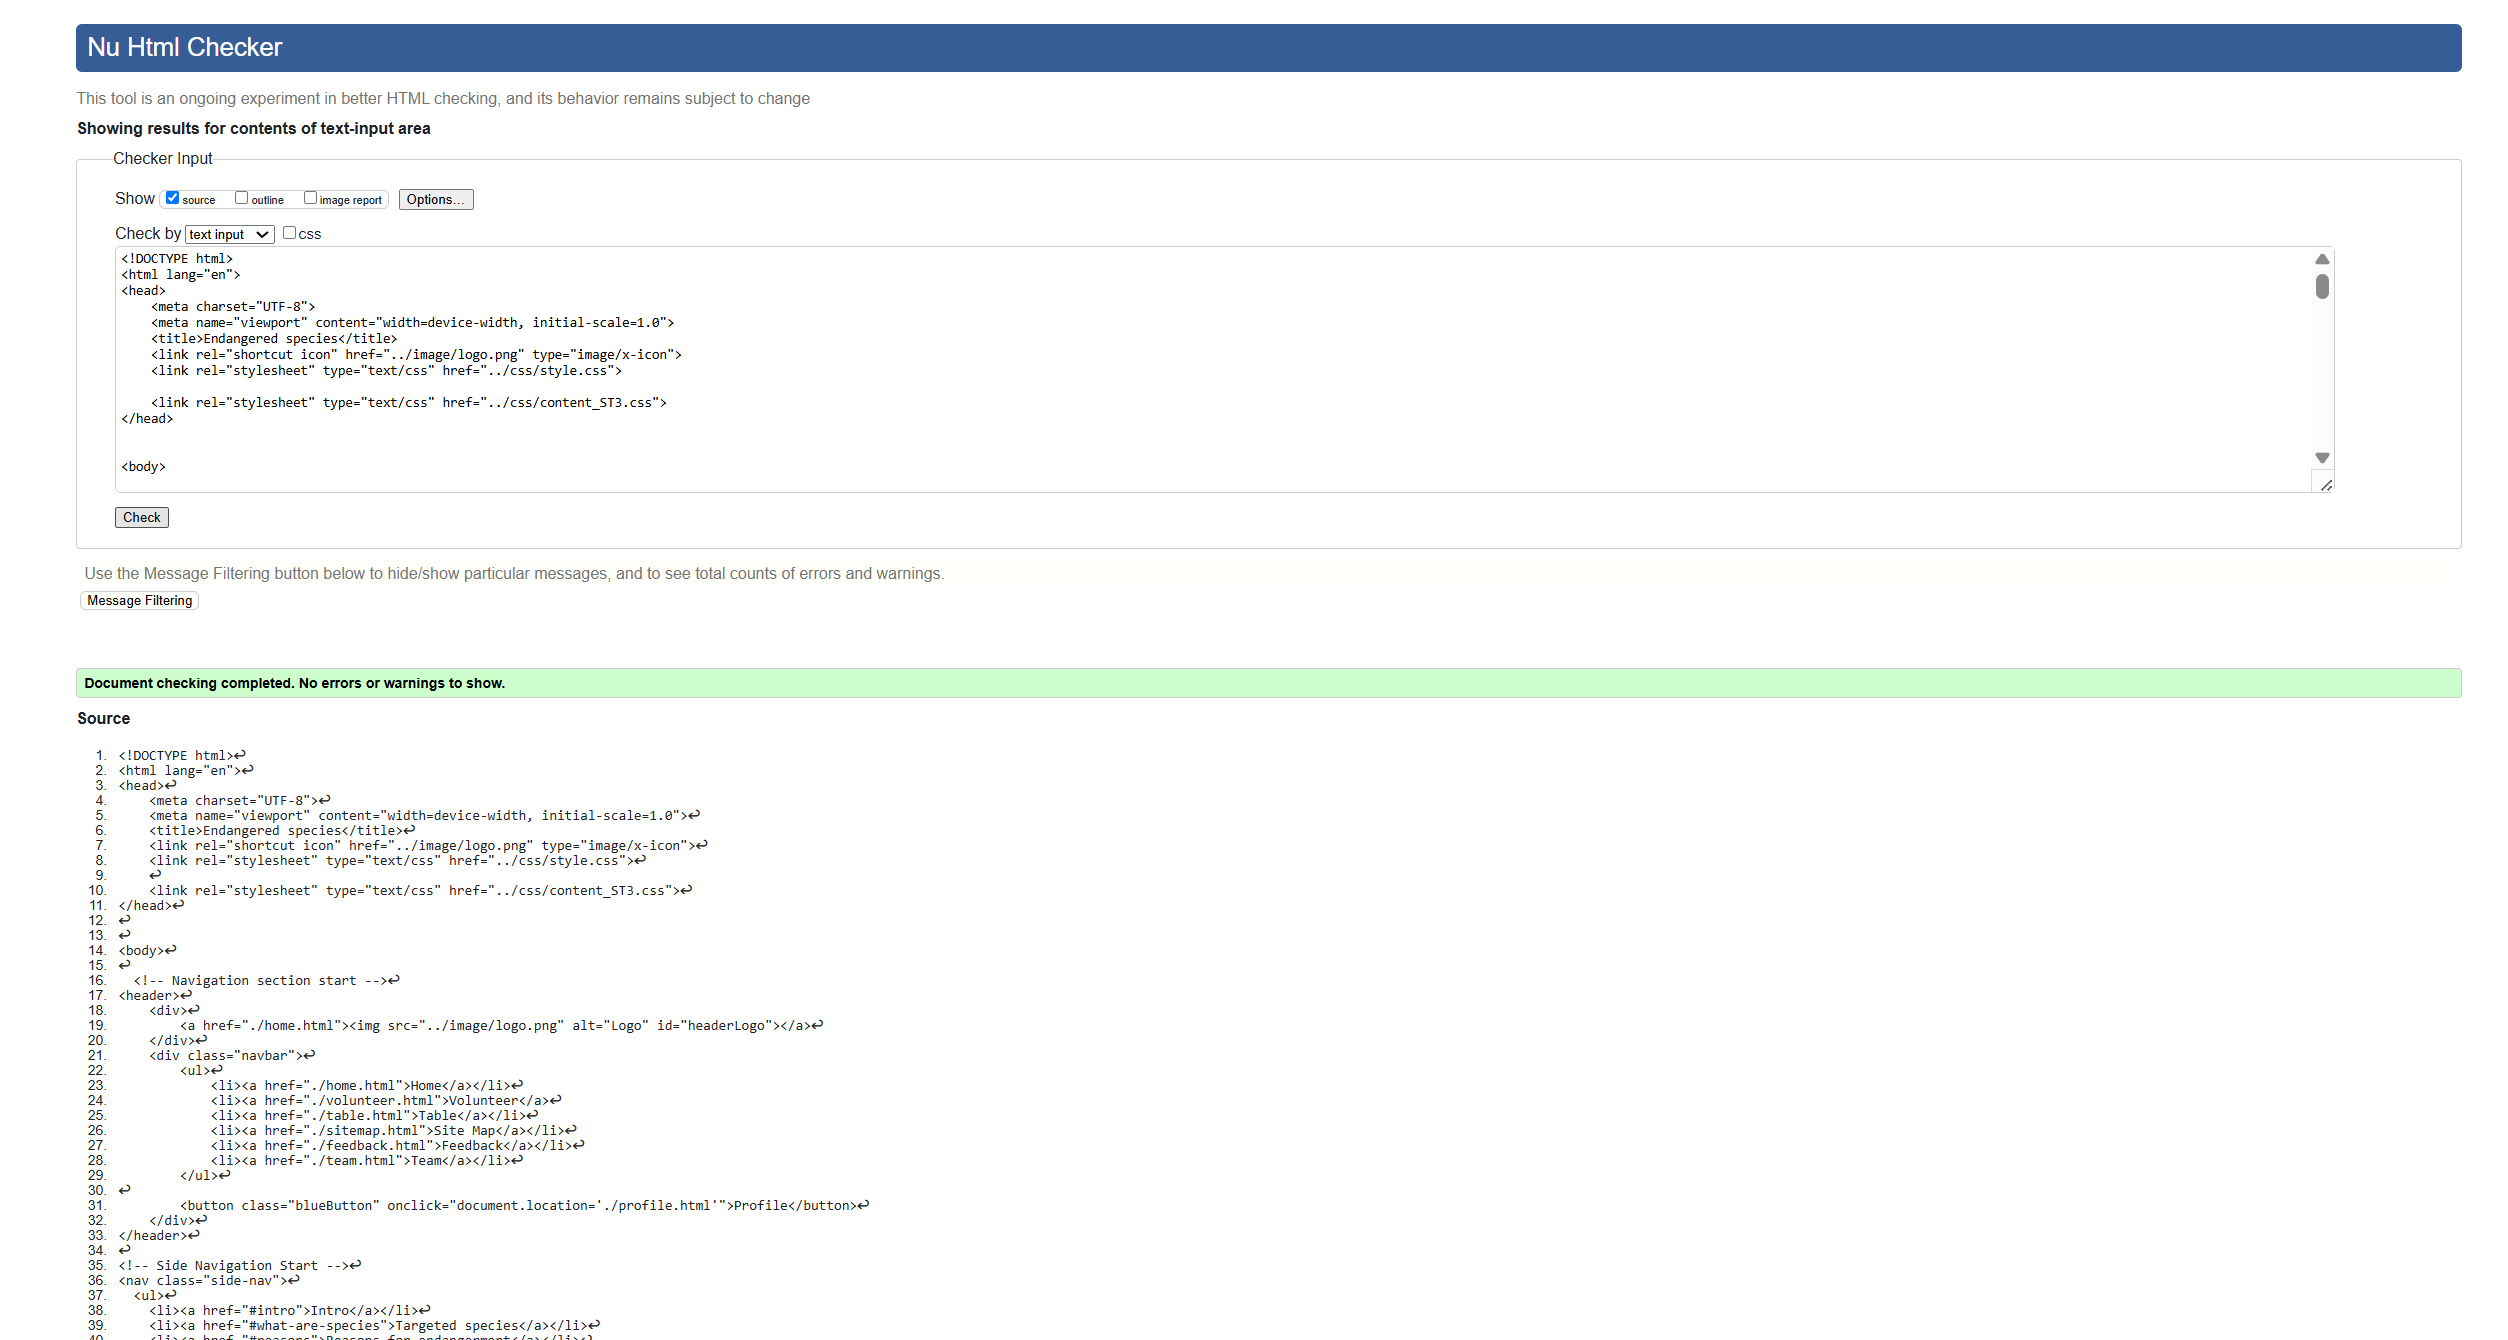 Nu Html Checker
This tool is an ongoing experiment in better HTML checking, and its behavior remains subject to change
Showing results for contents of text-input area
Checker Input
Show source outline image report Options...
Check by text input css
<!DOCTYPE html>
<html lang="en">
<head>
    <meta charset="UTF-8">
    <meta name="viewport" content="width=device-width, initial-scale=1.0">
    <title>Endangered species</title>
    <link rel="shortcut icon" href="../image/logo.png" type="image/x-icon">
    <link rel="stylesheet" type="text/css" href="../css/style.css">
    <link rel="stylesheet" type="text/css" href="../css/content_ST3.css">
</head>
<body>
Check
Use the Message Filtering button below to hide/show particular messages, and to see total counts of errors and warnings.
Message Filtering
Document checking completed. No errors or warnings to show.
Source
1. <!DOCTYPE html>↩
2. <html lang="en">↩
3. <head>↩
4.     <meta charset="UTF-8">↩
5.     <meta name="viewport" content="width=device-width, initial-scale=1.0">↩
6.     <title>Endangered species</title>↩
7.     <link rel="shortcut icon" href="../image/logo.png" type="image/x-icon">↩
8.     <link rel="stylesheet" type="text/css" href="../css/style.css">↩
9.     ↩
10.     <link rel="stylesheet" type="text/css" href="../css/content_ST3.css">↩
11. </head>↩
12. ↩
13. ↩
14. <body>↩
15. ↩
16.   <!-- Navigation section start -->↩
17. <header>↩
18.     <div>↩
19.         <a href="./home.html"><img src="../image/logo.png" alt="Logo" id="headerLogo"></a>↩
20.     </div>↩
21.     <div class="navbar">↩
22.         <ul>↩
23.             <li><a href="./home.html">Home</a></li>↩
24.             <li><a href="./volunteer.html">Volunteer</a>↩
25.             <li><a href="./table.html">Table</a></li>↩
26.             <li><a href="./sitemap.html">Site Map</a></li>↩
27.             <li><a href="./feedback.html">Feedback</a></li>↩
28.             <li><a href="./team.html">Team</a></li>↩
29.         </ul>↩
30. ↩
31.         <button class="blueButton" onclick="document.location='./profile.html'">Profile</button>↩
32.     </div>↩
33. </header>↩
34. ↩
35. <!-- Side Navigation Start -->↩
36. <nav class="side-nav">↩
37.   <ul>↩
38.     <li><a href="#intro">Intro</a></li>↩
39.     <li><a href="#what-are-species">Targeted species</a></li>↩
40.     <li><a href="#reasons">Reasons for endangerment</a></li>↩